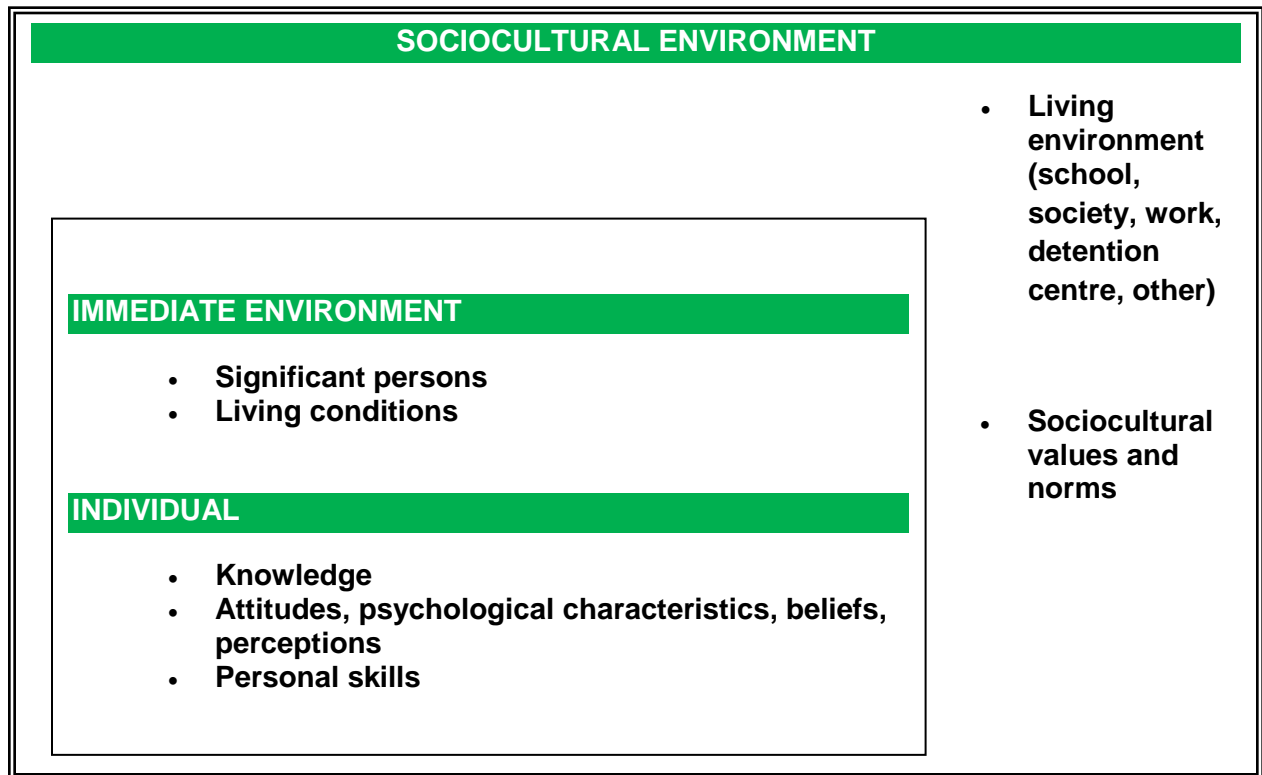 SOCIOCULTURAL ENVIRONMENT
• Living
environment
(school,
society, work,
detention
centre, other)
• Sociocultural
values and
norms
IMMEDIATE ENVIRONMENT
• Significant persons
• Living conditions
INDIVIDUAL
• Knowledge
• Attitudes, psychological characteristics, beliefs,
perceptions
• Personal skills